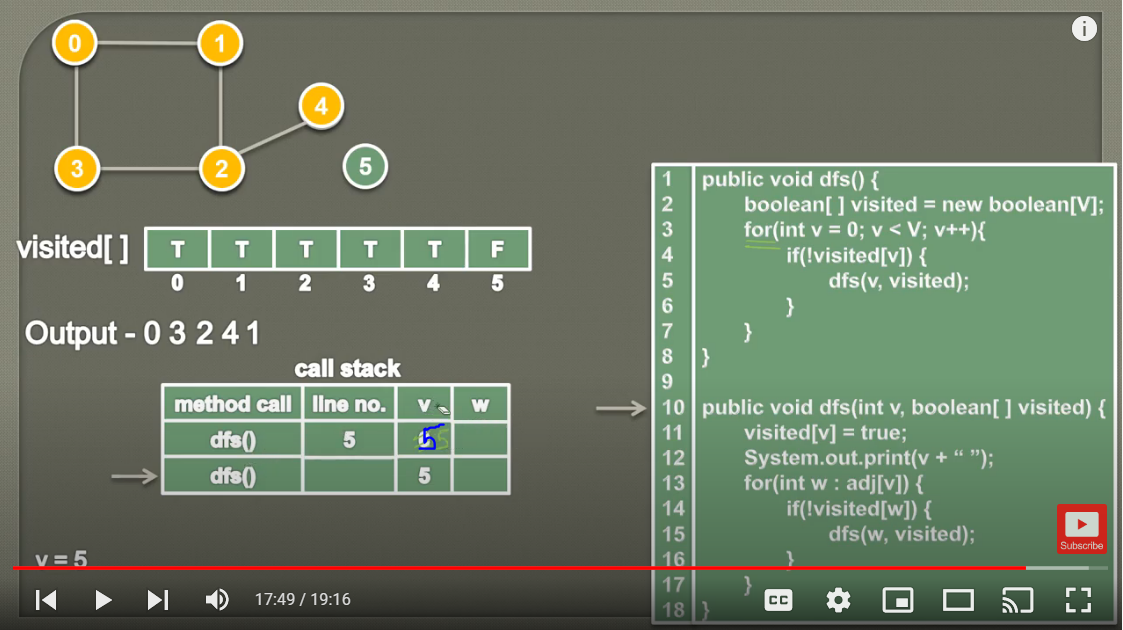 0 1
4
3 2 5
visited[ ] T T T T T F
0 1 2 3 4 5
Output - 0 3 2 4 1
call stack
method call line no. v w
dfs() 5 5
dfs() 5
v = 5
1 public void dfs() {
2 boolean[ ] visited = new boolean[V];
3 for(int v = 0; v < V; v++){
4 if(!visited[v]) {
5 dfs(v, visited);
6 }
7 }
8 }
9
10 public void dfs(int v, boolean[ ] visited) {
11 visited[v] = true;
12 System.out.print(v + “ ”);
13 for(int w : adj[v]) {
14 if(!visited[w]) {
15 dfs(w, visited);
16 }
17 }
18 }
Subscribe
17:49 / 19:16
CC
i